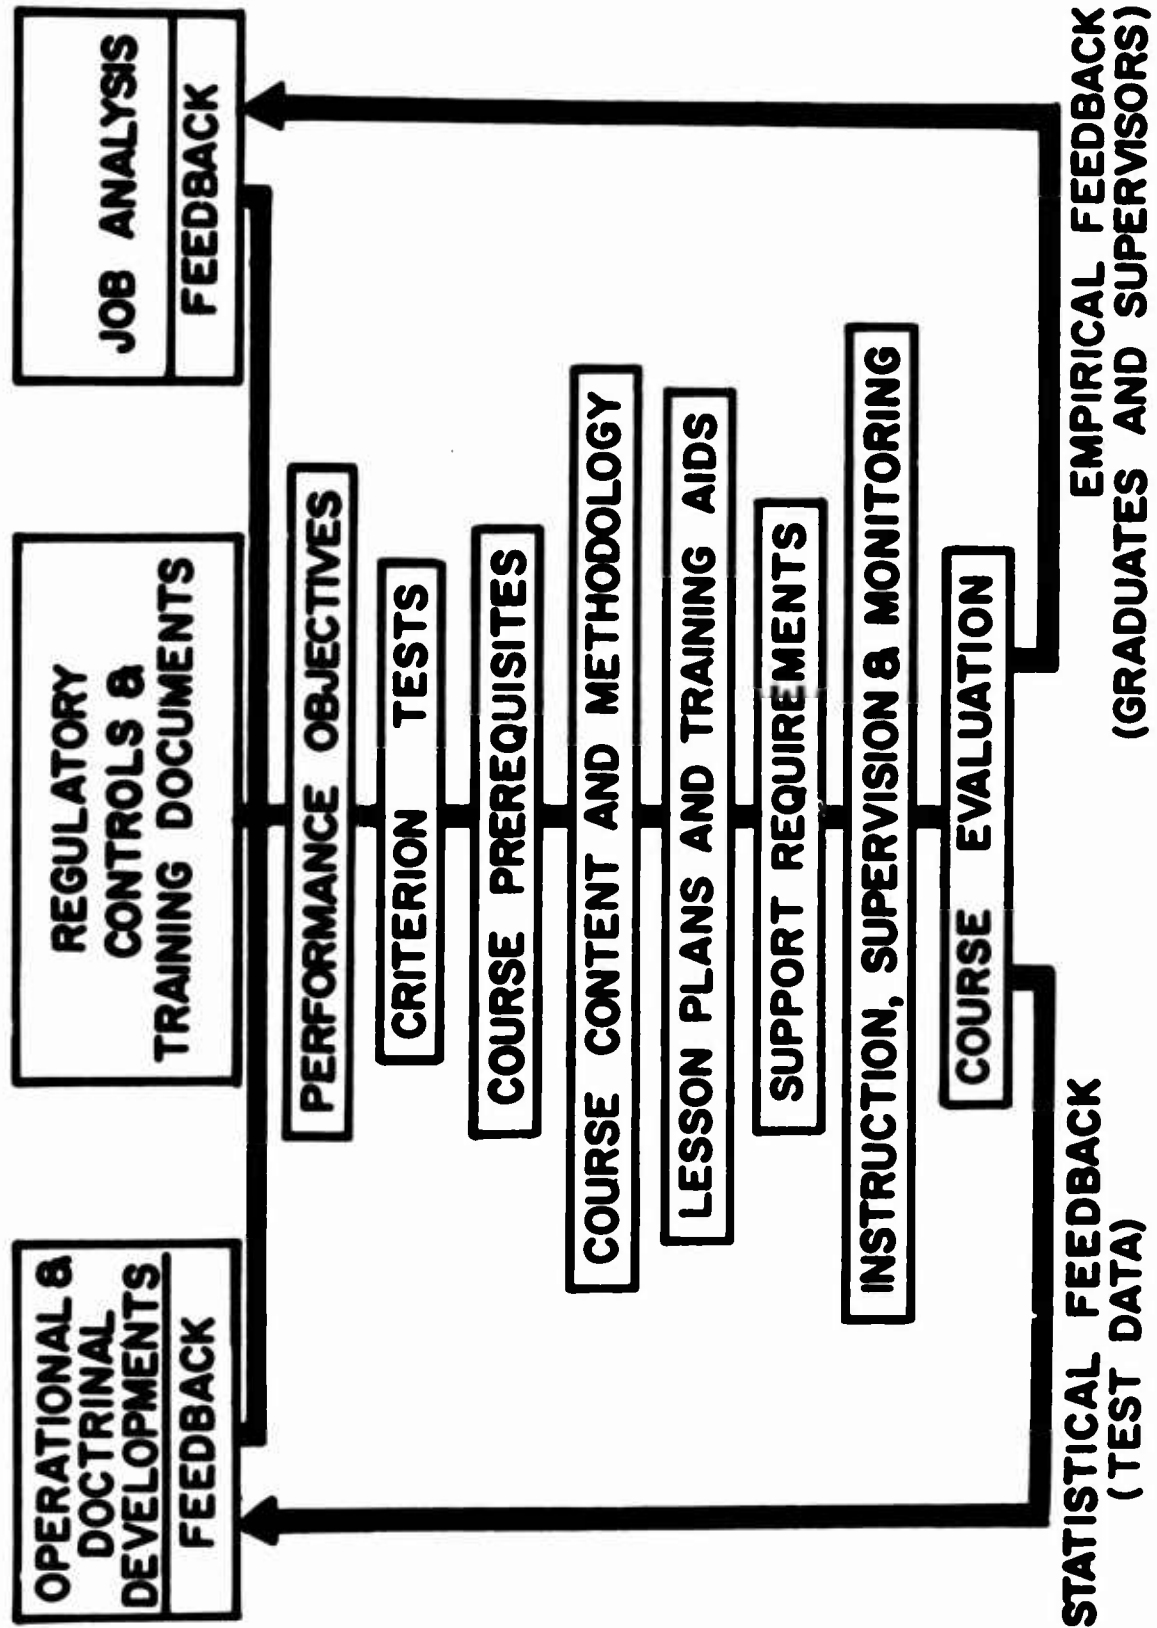 OPERATIONAL &
DOCTRINAL
DEVELOPMENTS
FEEDBACK
REGULATORY
CONTROLS &
TRAINING DOCUMENTS
JOB ANALYSIS
FEEDBACK
PERFORMANCE OBJECTIVES
CRITERION TESTS
COURSE PREREQUISITES
COURSE CONTENT AND METHODOLOGY
LESSON PLANS AND TRAINING AIDS
SUPPORT REQUIREMENTS
INSTRUCTION, SUPERVISION & MONITORING
COURSE EVALUATION
STATISTICAL FEEDBACK
(TEST DATA)
EMPIRICAL FEEDBACK
(GRADUATES AND SUPERVISORS)